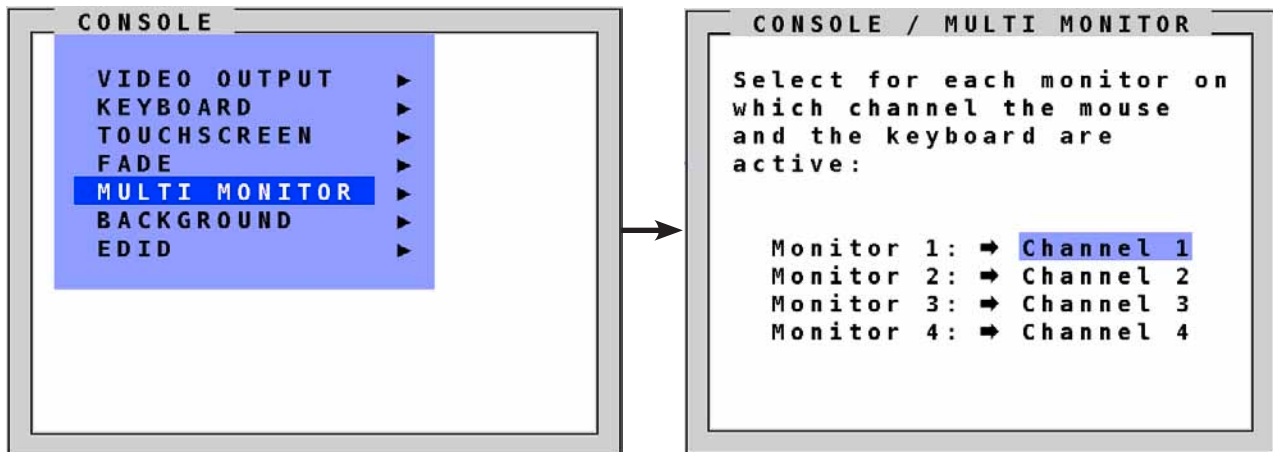 CONSOLE
VIDEO OUTPUT ►
KEYBOARD ►
TOUCHSCREEN ►
FADE ►
MULTI MONITOR ►
BACKGROUND ►
EDID ►
CONSOLE / MULTI MONITOR
Select for each monitor on
which channel the mouse
and the keyboard are
active:
Monitor 1: ➡ Channel 1
Monitor 2: ➡ Channel 2
Monitor 3: ➡ Channel 3
Monitor 4: ➡ Channel 4